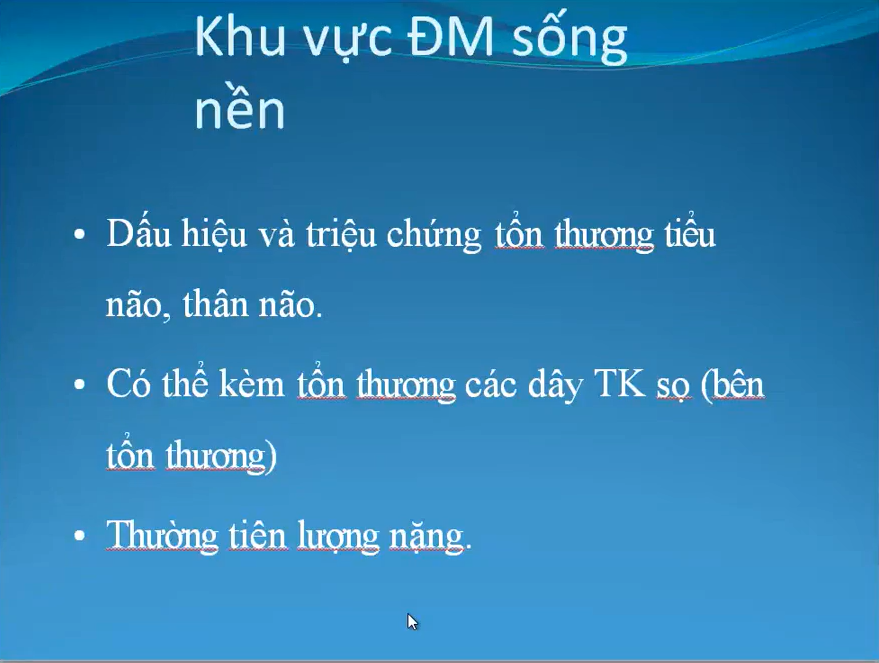 Khu vực ĐM sống
nền
• Dấu hiệu và triệu chứng tổn thương tiểu
não, thân não.
• Có thể kèm tổn thương các dây TK sọ (bên
tổn thương)
• Thường tiên lượng nặng.